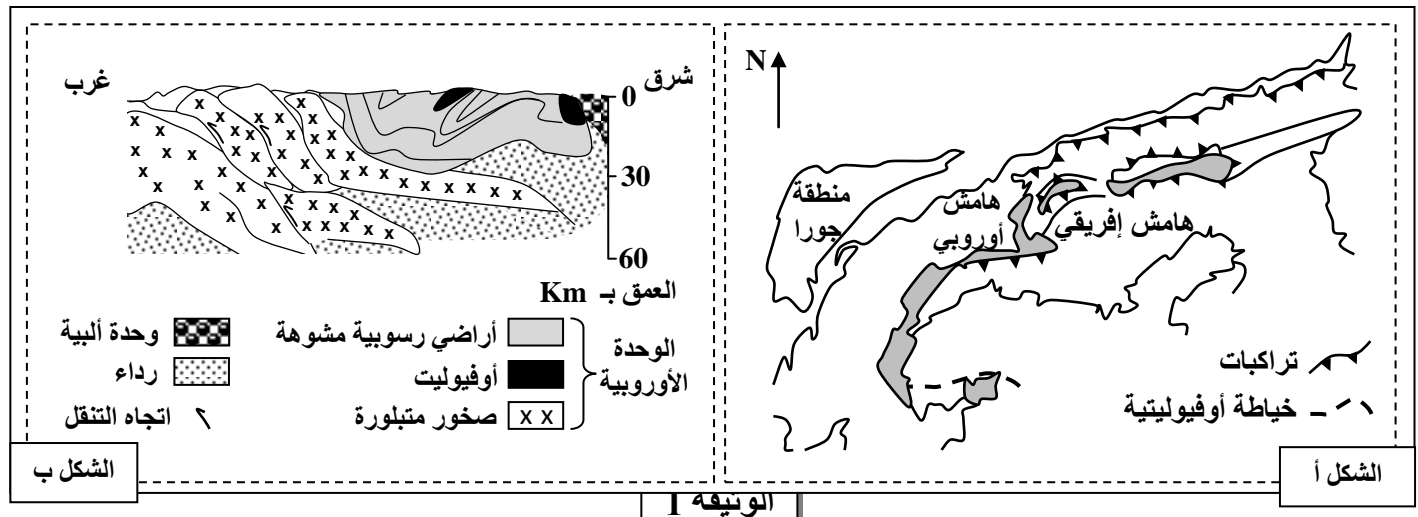 N
منطقة
جورا
هامش
أوروبي
هامش إفريقي
تراكبات
خياطة أوفيوليتية
الشكل أ
شرق
غرب
0
30
60
العمق بـ Km
الوحدة
الأوروبية
أراضي رسوبية مشوهة
أوفيوليت
صخور متبلورة
وحدة ألبية
رداء
اتجاه التنقل
الشكل ب
الوثيقة 1